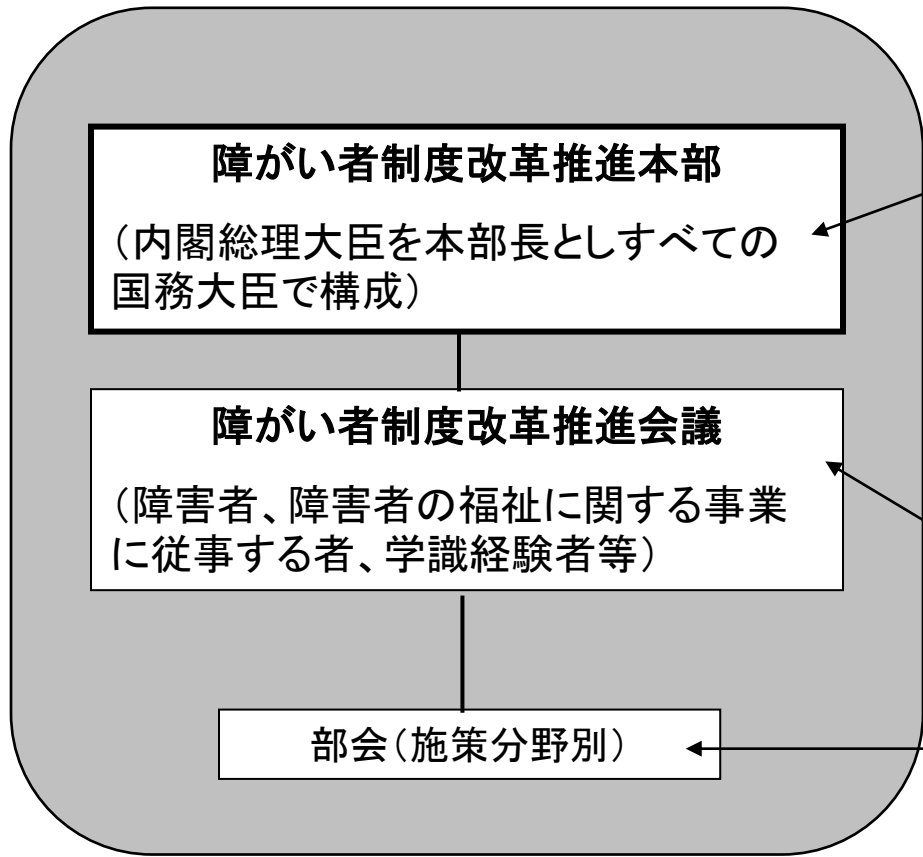 障がい者制度改革推進本部
（内閣総理大臣を本部長としすべての
国務大臣で構成）
障がい者制度改革推進会議
（障害者、障害者の福祉に関する事業
に従事する者、学識経験者等）
部会（施策分野別）